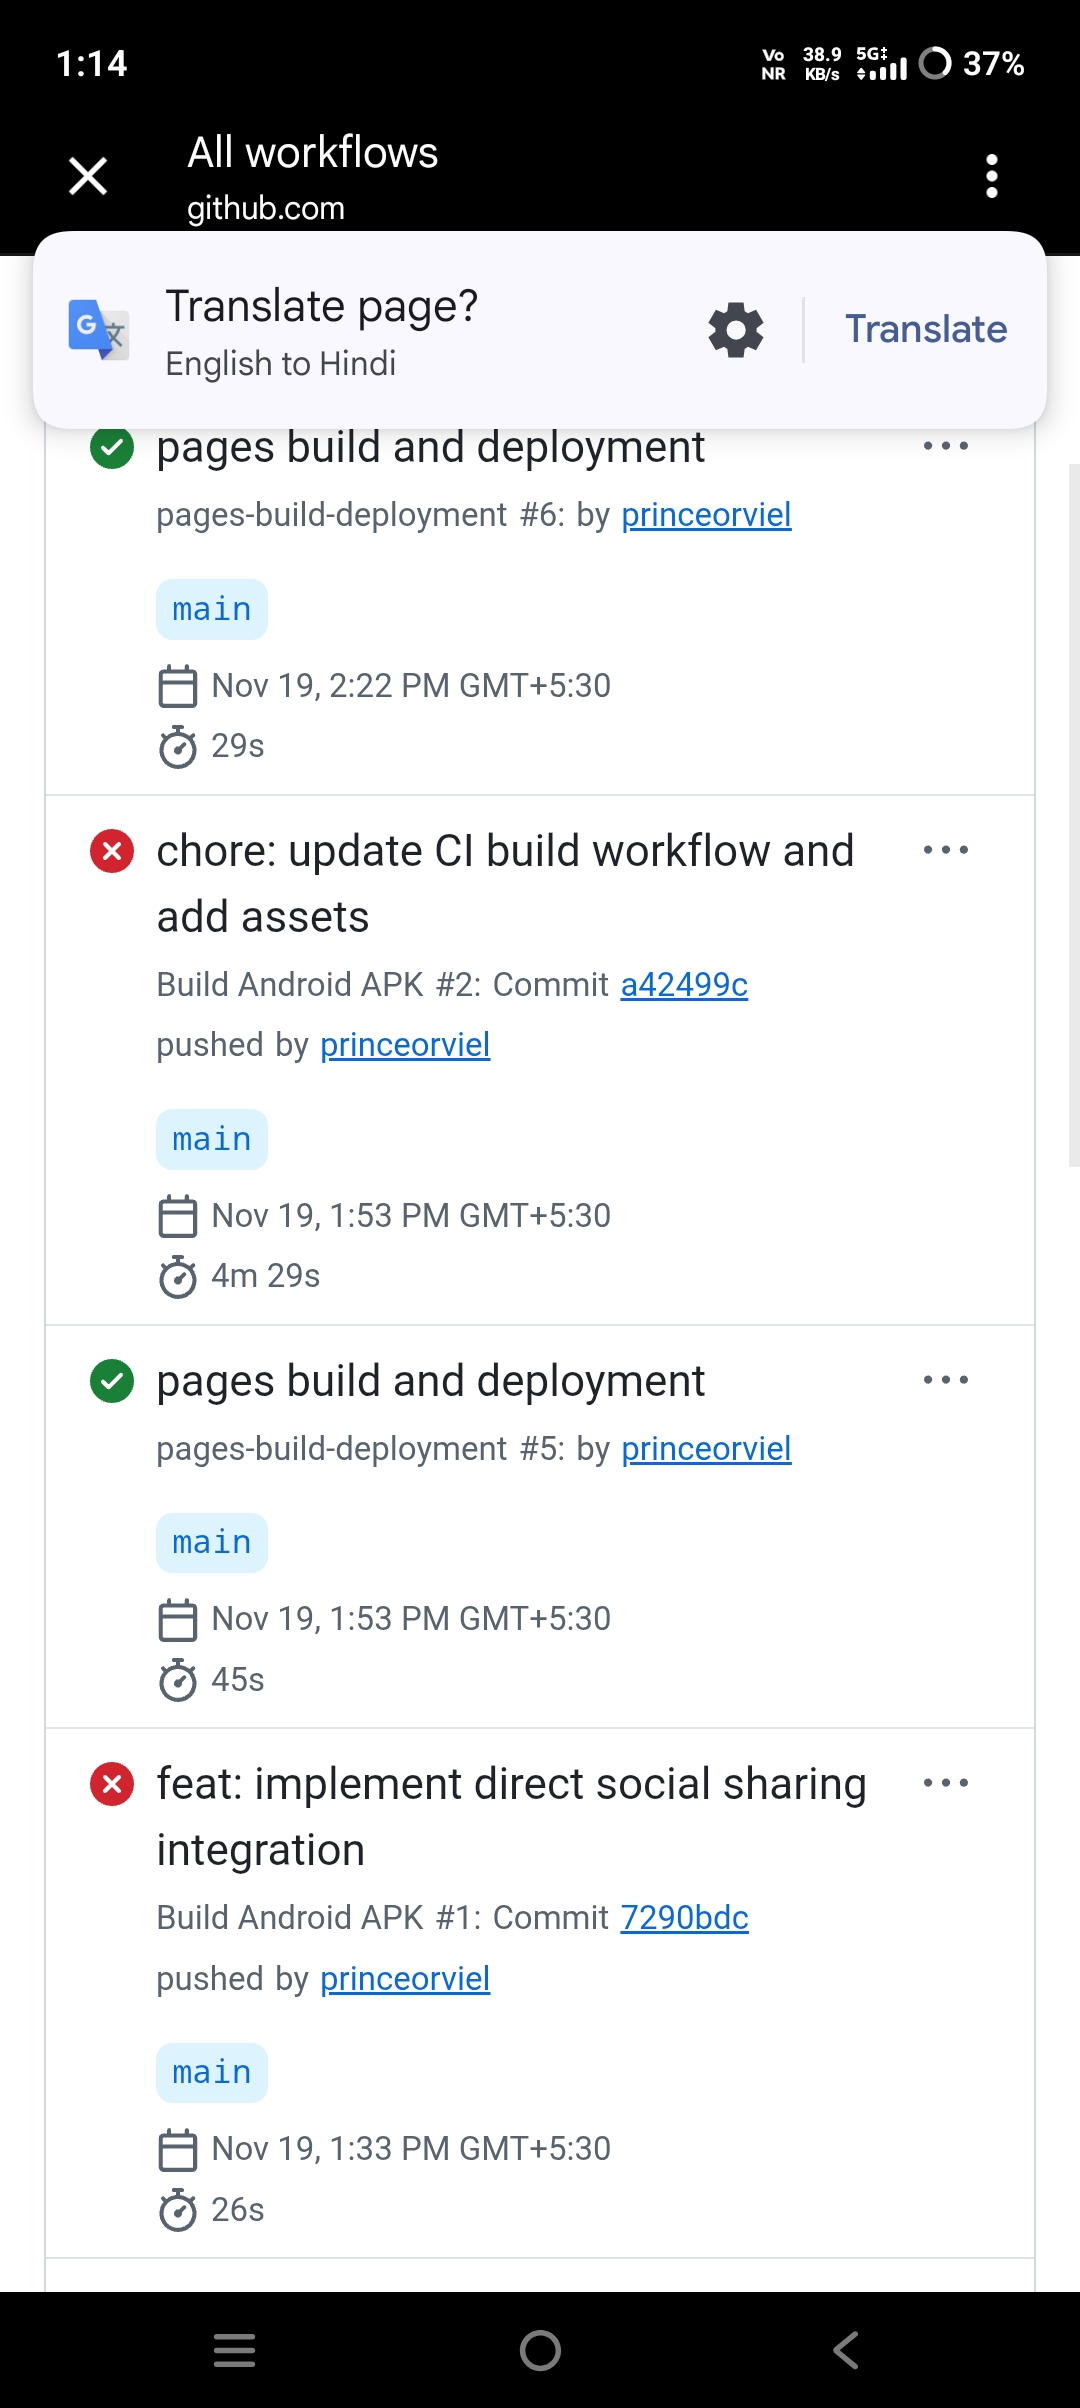 1:14
Vo NR 38.9 KB/s 5G 37%
All workflows
github.com
Translate page?
English to Hindi
Translate
pages build and deployment
pages-build-deployment #6: by princeorviel
main
Nov 19, 2:22 PM GMT+5:30
29s
chore: update CI build workflow and
add assets
Build Android APK #2: Commit a42499c
pushed by princeorviel
main
Nov 19, 1:53 PM GMT+5:30
4m 29s
pages build and deployment
pages-build-deployment #5: by princeorviel
main
Nov 19, 1:53 PM GMT+5:30
45s
feat: implement direct social sharing
integration
Build Android APK #1: Commit 7290bdc
pushed by princeorviel
main
Nov 19, 1:33 PM GMT+5:30
26s